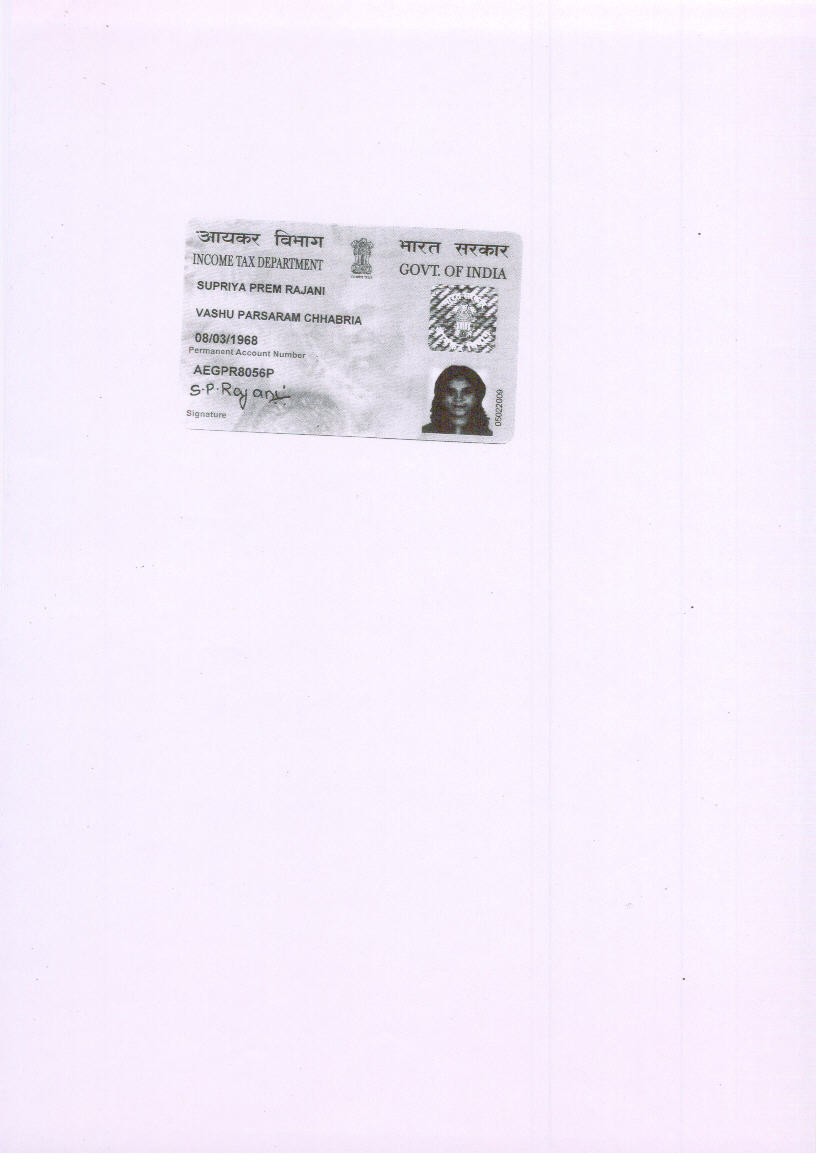 आयकर विभाग भारत सरकार
INCOME TAX DEPARTMENT GOVT. OF INDIA
SUPRIYA PREM RAJANI
VASHU PARSARAM CHHABRIA
08/03/1968
Permanent Account Number
AEGPR8056P
S.P.Rajani
Signature
05022009